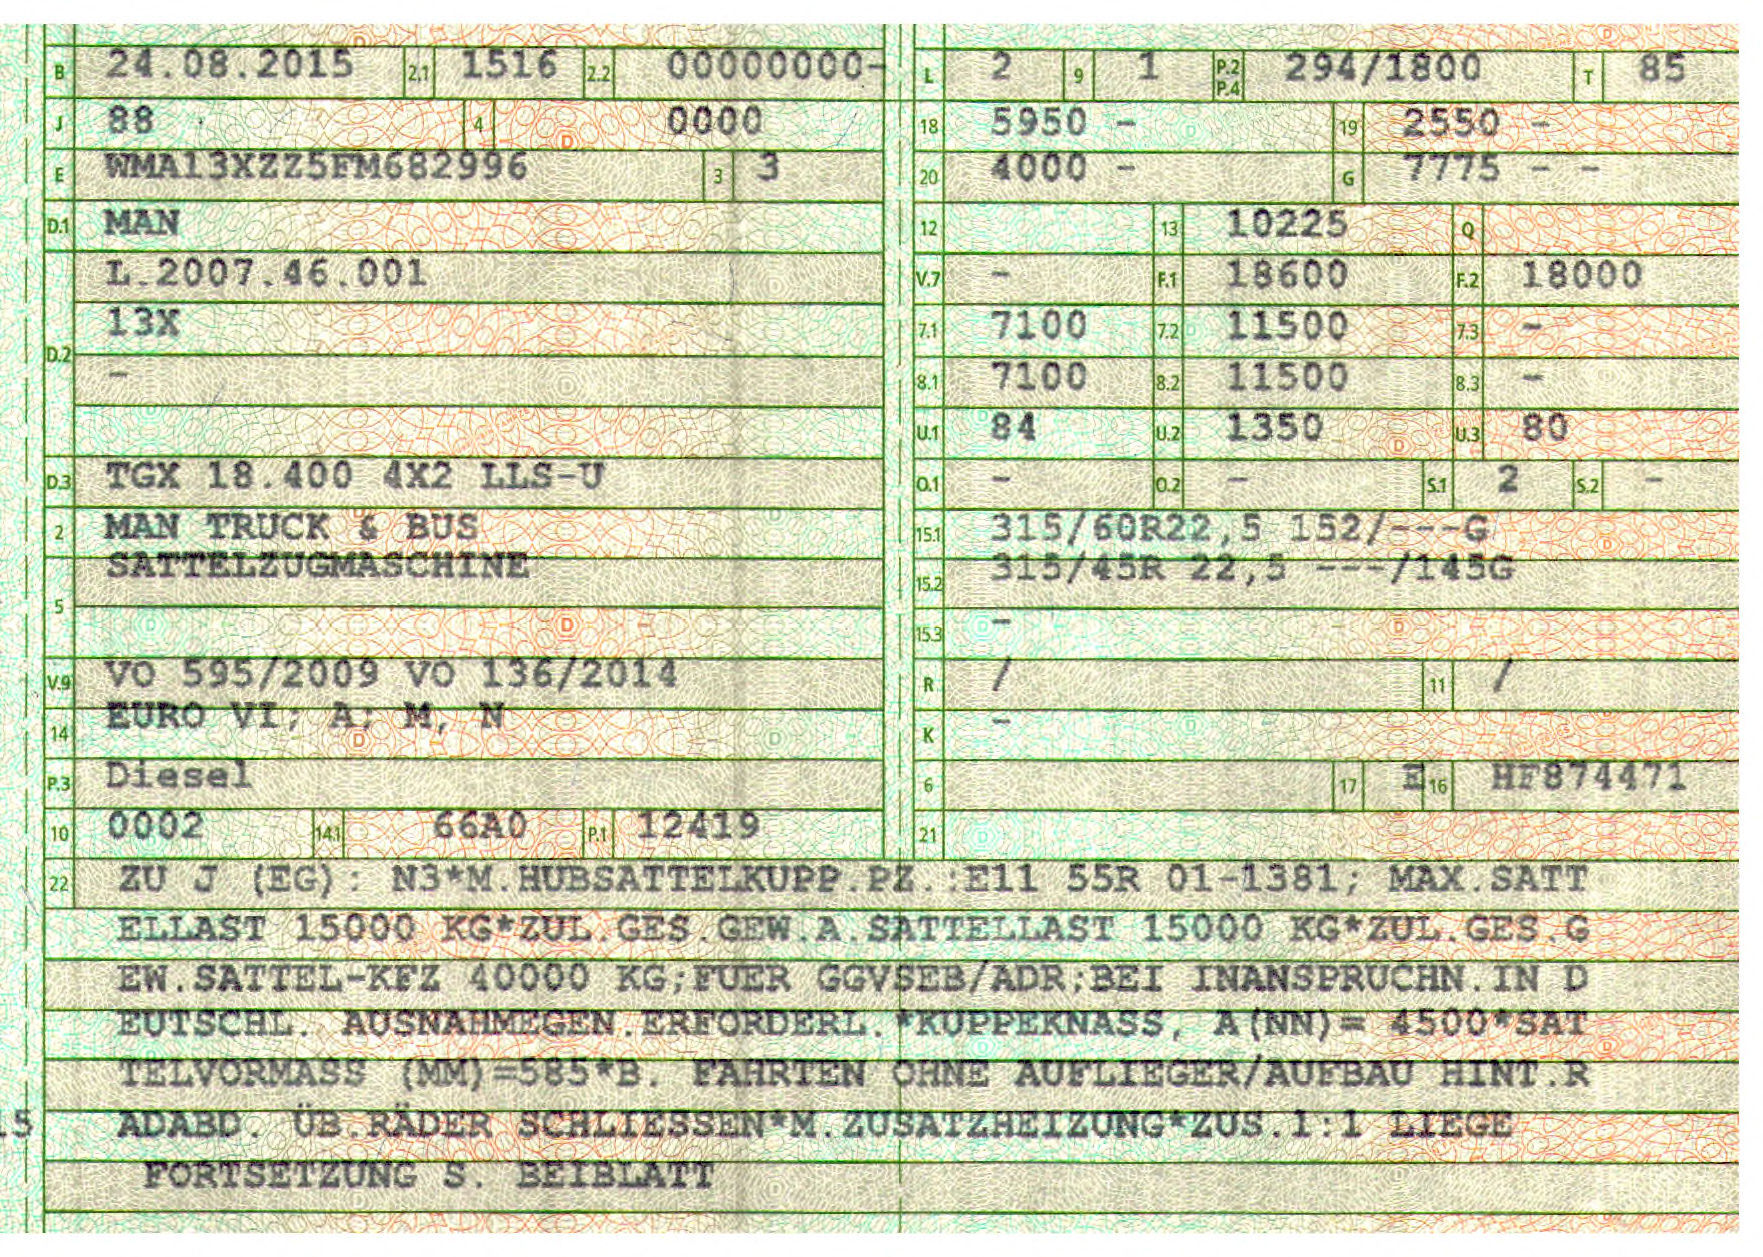 B 24.08.2015 2.1 1516 2.2 00000000-
J 88 4 0000
E WMA13XZZ5FM682996 3 3
D.1 MAN
L.2007.46.001
D.2 13X
-
D.3 TGX 18.400 4X2 LLS-U
2 MAN TRUCK & BUS
5 SATTELZUGMASCHINE
-
V.9 VO 595/2009 VO 136/2014
14 EURO VI; A; M, N
P.3 Diesel
10 0002 14.1 66A0 P.1 12419
L 2 9 1 P.2 P.4 294/1800 T 85
18 5950 - 19 2550 -
20 4000 - G 7775 - -
12 13 10225 Q
V.7 - F.1 18600 F.2 18000
7.1 7100 7.2 11500 7.3 -
8.1 7100 8.2 11500 8.3 -
U.1 84 U.2 1350 U.3 80
O.1 - O.2 - S.1 2 S.2 -
15.1 315/60R22,5 152/---G
15.2 315/45R 22,5 ---/145G
15.3 -
R / 11 /
K -
6 17 E 16 HF874471
21
22 ZU J (EG): N3*M.HUBSATTELKUPP.PZ.:E11 55R 01-1381; MAX.SATT
ELLAST 15000 KG*ZUL.GES.GEW.A.SATTELLAST 15000 KG*ZUL.GES.G
EW.SATTEL-KFZ 40000 KG;FUER GGVSEB/ADR;BEI INANSPRUCHN.IN D
EUTSCHL. AUSNAHMEGEN.ERFORDERL.*KUPPEKNASS, A(NN)= 4500*SAT
TELVORMASS (MM)=585*B. FAHRTEN OHNE AUFLIEGER/AUFBAU HINT.R
ADABD. ÜB.RÄDER SCHLIESSEN*M.ZUSATZHEIZUNG*ZUS.1:1 LIEGE
FORTSETZUNG S. BEIBLATT